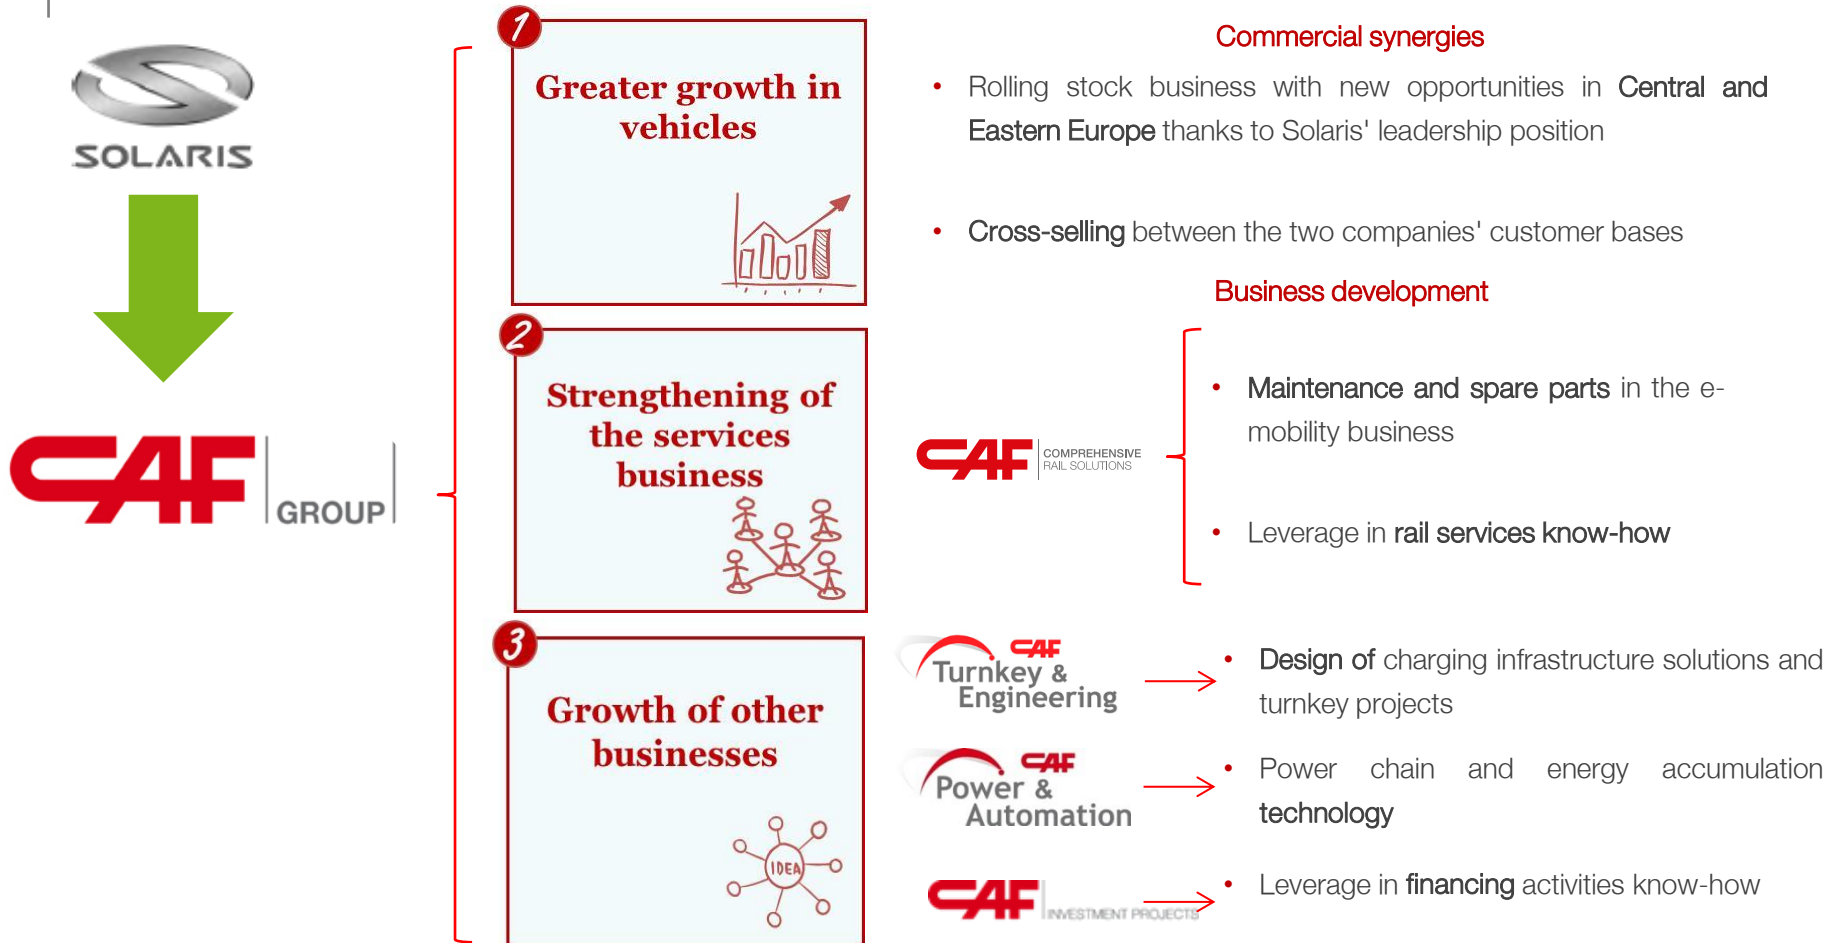 SOLARIS
CAF GROUP
1
Greater growth in
vehicles
Commercial synergies
• Rolling stock business with new opportunities in Central and
Eastern Europe thanks to Solaris' leadership position
• Cross-selling between the two companies' customer bases
Business development
2
Strengthening of
the services
business
CAF COMPREHENSIVE
RAIL SOLUTIONS
• Maintenance and spare parts in the e-
mobility business
• Leverage in rail services know-how
3
Growth of other
businesses
IDEA
CAF
Turnkey &
Engineering
• Design of charging infrastructure solutions and
turnkey projects
CAF
Power &
Automation
• Power chain and energy accumulation
technology
CAF INVESTMENT PROJECTS
• Leverage in financing activities know-how